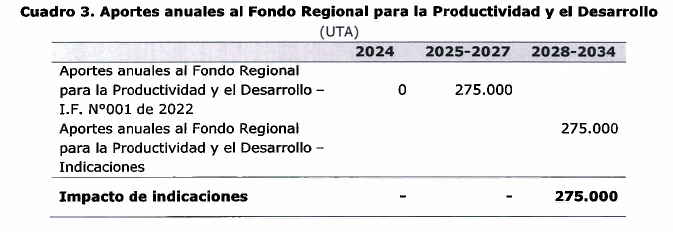 Cuadro 3. Aportes anuales al Fondo Regional para la Productividad y el Desarrollo
(UTA)
2024 2025-2027 2028-2034
Aportes anuales al Fondo Regional
para la Productividad y el Desarrollo – 0 275.000
I.F. N°001 de 2022
Aportes anuales al Fondo Regional 275.000
para la Productividad y el Desarrollo –
Indicaciones
Impacto de indicaciones - - 275.000